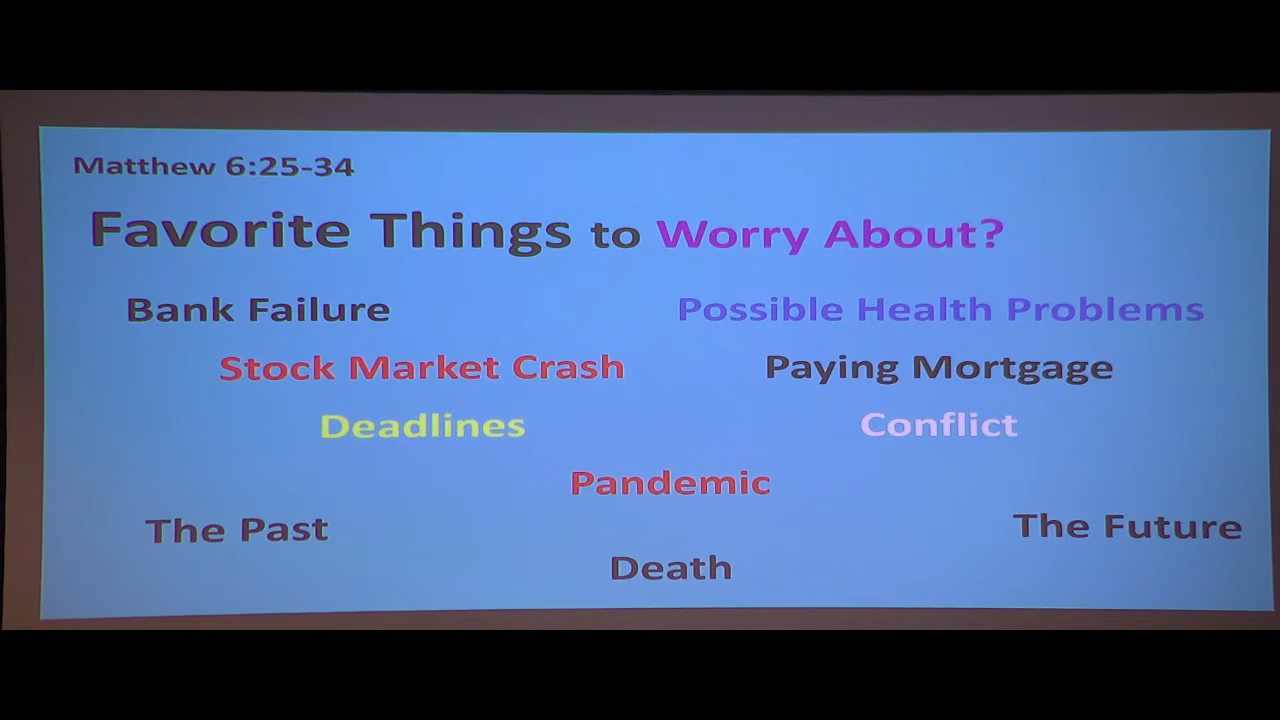 Matthew 6:25-34
Favorite Things to Worry About?
Bank Failure
Possible Health Problems
Stock Market Crash
Paying Mortgage
Deadlines
Conflict
Pandemic
The Past
The Future
Death